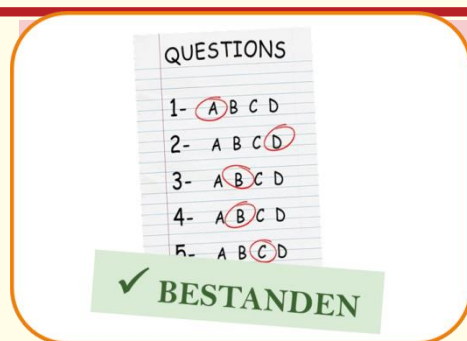 QUESTIONS
1- A B C D
2- A B C D
3- A B C D
4- A B C D
5- A B C D
✓ BESTANDEN